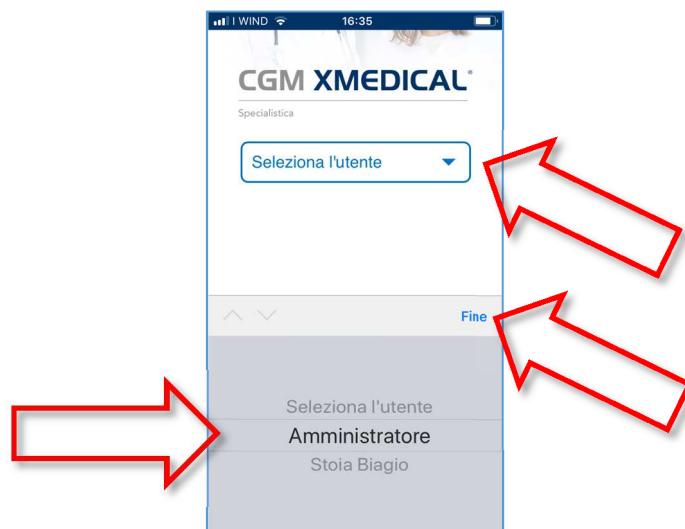 I WIND 16:35
CGM XMEDICAL®
Specialistica
Seleziona l'utente
Fine
Seleziona l'utente
Amministratore
Stoia Biagio